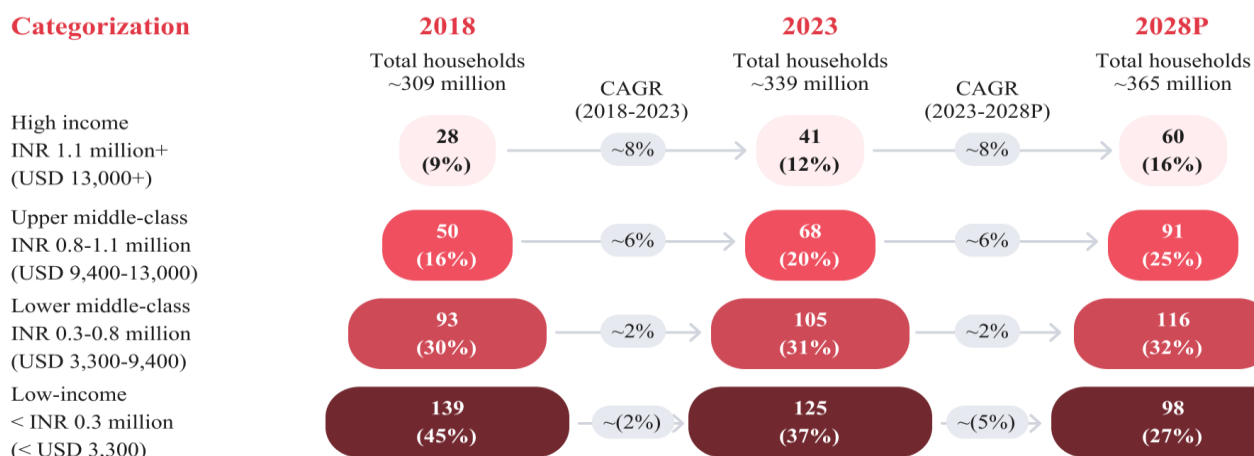 Categorization
2018
2023
2028P
Total households
~309 million
CAGR
(2018-2023)
Total households
~339 million
CAGR
(2023-2028P)
Total households
~365 million
High income
INR 1.1 million+
(USD 13,000+)
28
(9%)
~8%
41
(12%)
~8%
60
(16%)
Upper middle-class
INR 0.8-1.1 million
(USD 9,400-13,000)
50
(16%)
~6%
68
(20%)
~6%
91
(25%)
Lower middle-class
INR 0.3-0.8 million
(USD 3,300-9,400)
93
(30%)
~2%
105
(31%)
~2%
116
(32%)
Low-income
< INR 0.3 million
(< USD 3,300)
139
(45%)
~(2%)
125
(37%)
~(5%)
98
(27%)